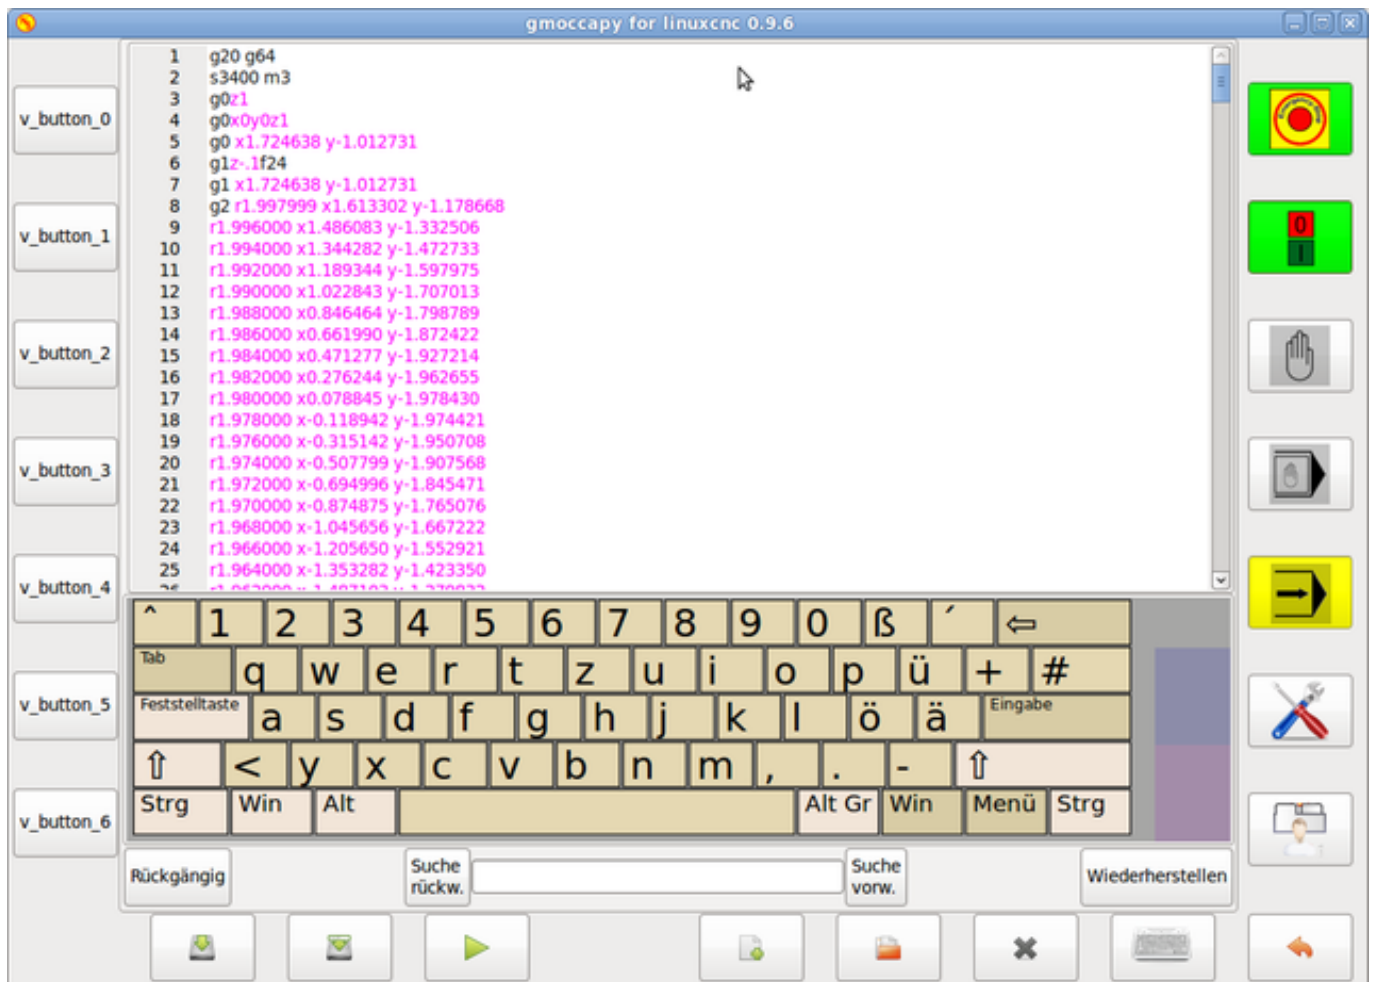 gmoccapy for linuxcnc 0.9.6
v_button_0
v_button_1
v_button_2
v_button_3
v_button_4
v_button_5
v_button_6
1 g20 g64
2 s3400 m3
3 g0z1
4 g0x0y0z1
5 g0 x1.724638 y-1.012731
6 g1z-.1f24
7 g1 x1.724638 y-1.012731
8 g2 r1.997999 x1.613302 y-1.178668
9 r1.996000 x1.486083 y-1.332506
10 r1.994000 x1.344282 y-1.472733
11 r1.992000 x1.189344 y-1.597975
12 r1.990000 x1.022843 y-1.707013
13 r1.988000 x0.846464 y-1.798789
14 r1.986000 x0.661990 y-1.872422
15 r1.984000 x0.471277 y-1.927214
16 r1.982000 x0.276244 y-1.962655
17 r1.980000 x0.078845 y-1.978430
18 r1.978000 x-0.118942 y-1.974421
19 r1.976000 x-0.315142 y-1.950708
20 r1.974000 x-0.507799 y-1.907568
21 r1.972000 x-0.694996 y-1.845471
22 r1.970000 x-0.874875 y-1.765076
23 r1.968000 x-1.045656 y-1.667222
24 r1.966000 x-1.205650 y-1.552921
25 r1.964000 x-1.353282 y-1.423350
^ 1 2 3 4 5 6 7 8 9 0 ß ´ ⇦
Tab q w e r t z u i o p ü + #
Feststelltaste a s d f g h j k l ö ä Eingabe
⇧ < y x c v b n m , . - ⇧
Strg Win Alt Alt Gr Win Menü Strg
Rückgängig
Suche
rückw.
Suche
vorw.
Wiederherstellen
Emergency Stop
0
I